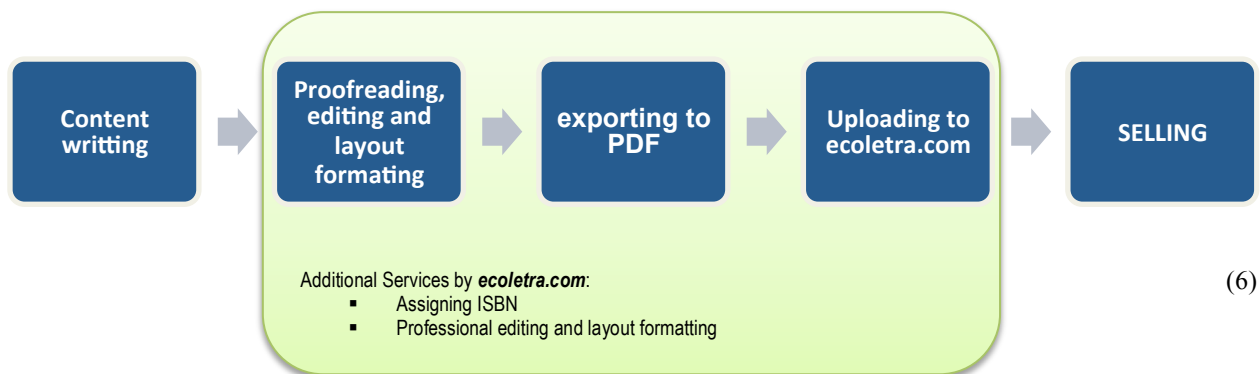 Content
writting
Proofreading,
editing and
layout
formating
exporting to
PDF
Uploading to
ecoletra.com
SELLING
Additional Services by ecoletra.com:
▪ Assigning ISBN
▪ Professional editing and layout formatting
(6)